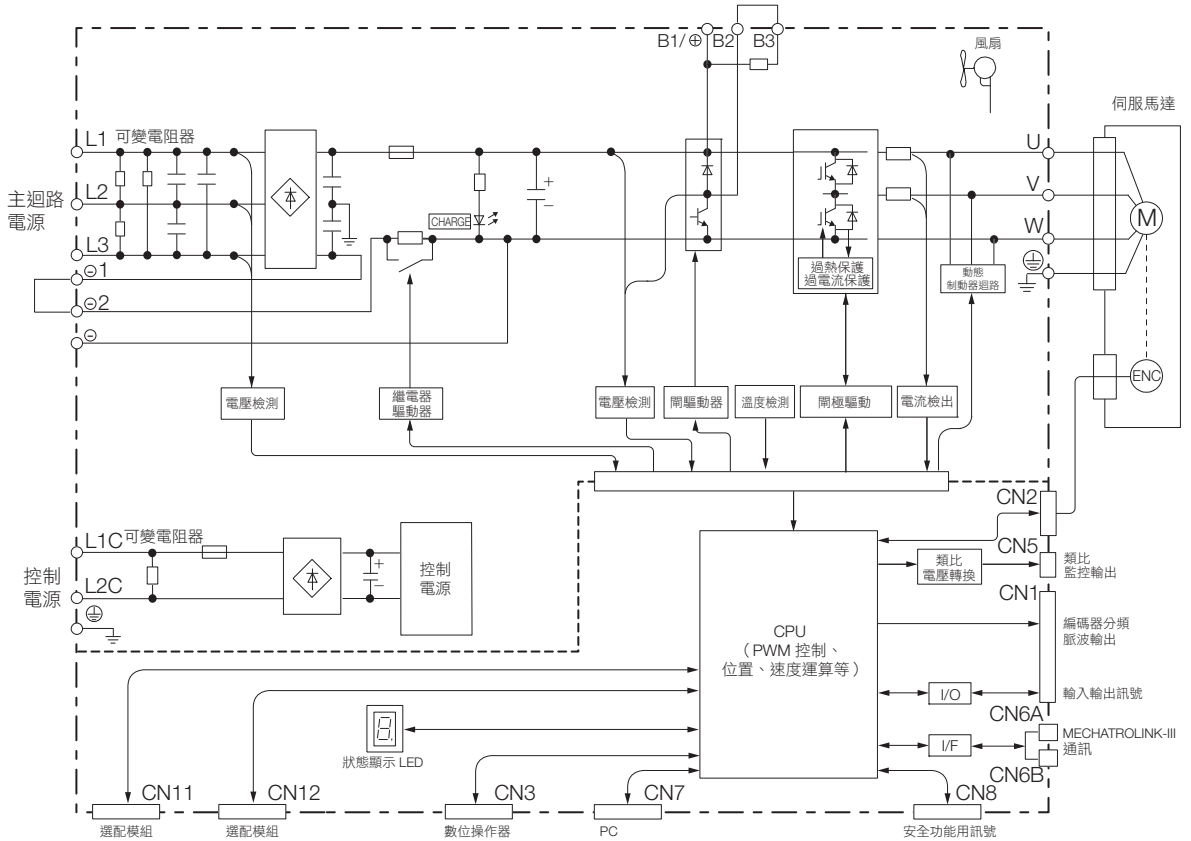 B1/⊕ B2 B3
風扇
伺服馬達
L1 可變電阻器
U
主迴路
電源
L2
V
CHARGE
+
−
W
M
L3
⊖1
過熱保護
過電流保護
動態
制動器迴路
⊖2
⊖
ENC
電壓檢測
繼電器
驅動器
電壓檢測
閘驅動器
溫度檢測
閘極驅動
電流檢出
CN2
L1C 可變電阻器
控制
電源
L2C
+
−
控制
電源
類比
電壓轉換
CN5
類比
監控輸出
CN1
CPU
(PWM 控制、
位置、速度運算等)
編碼器分頻
脈波輸出
I/O
輸入輸出訊號
CN6A
I/F
MECHATROLINK-III
通訊
CN6B
8.
狀態顯示 LED
CN11
CN12
CN3
CN7
CN8
選配模組
選配模組
數位操作器
PC
安全功能用訊號